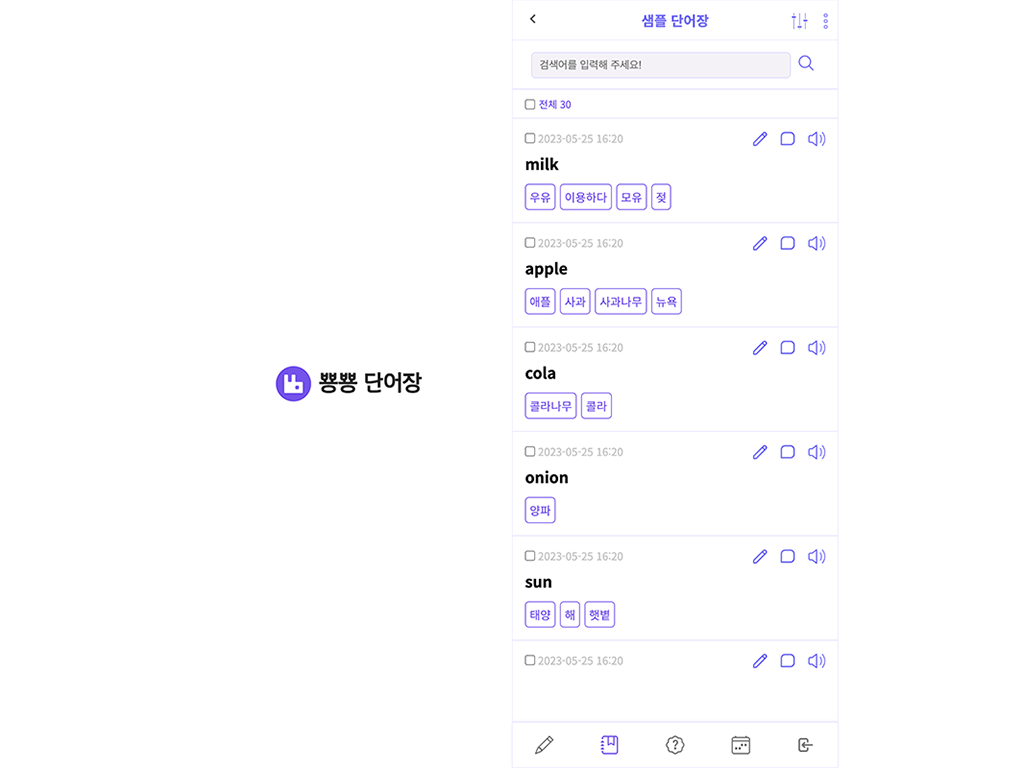 뿅뿅 단어장
샘플 단어장
검색어를 입력해 주세요!
전체 30
2023-05-25 16:20
milk
우유 이용하다 모유 젖
2023-05-25 16:20
apple
애플 사과 사과나무 뉴욕
2023-05-25 16:20
cola
콜라나무 콜라
2023-05-25 16:20
onion
양파
2023-05-25 16:20
sun
태양 해 햇볕
2023-05-25 16:20